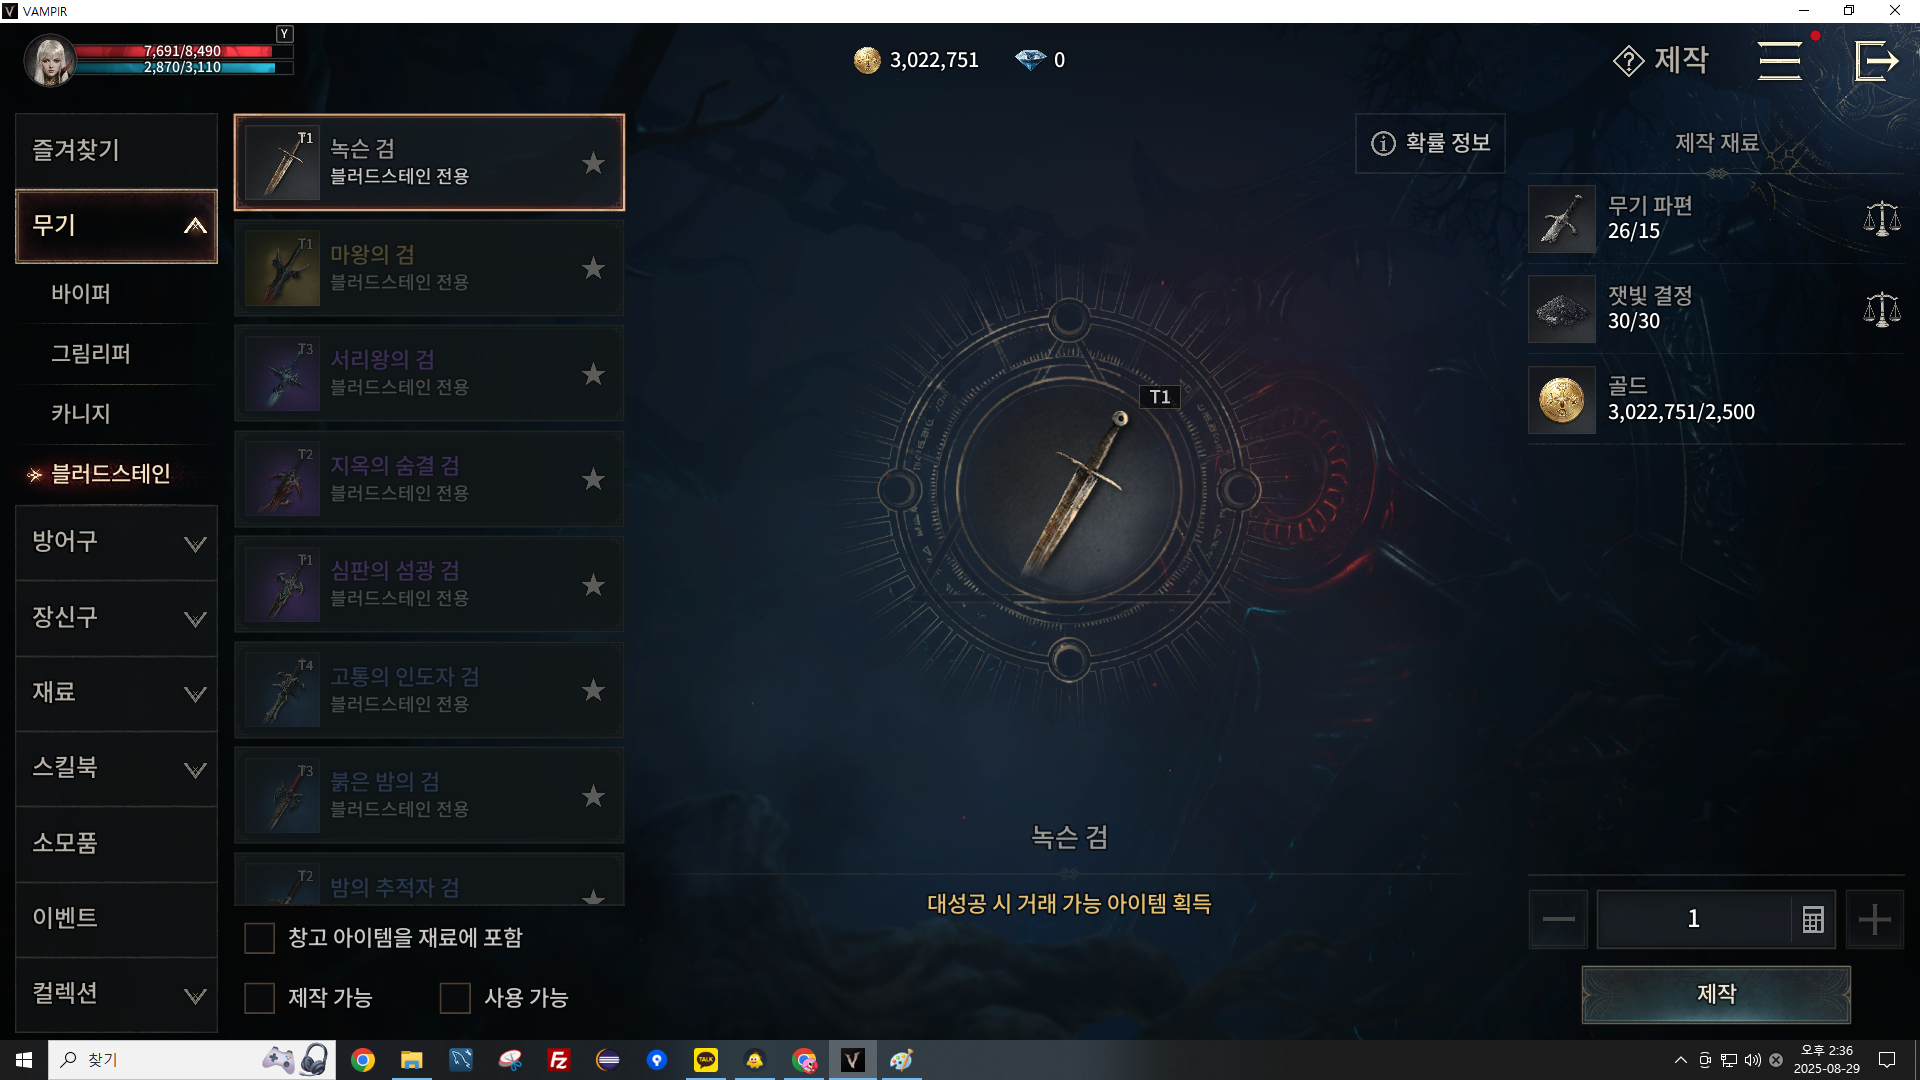 VAMPIR
Y
7,691/8,490
2,870/3,110
3,022,751
0
제작
즐겨찾기
무기
바이퍼
그림리퍼
카니지
블러드스테인
방어구
장신구
재료
스킬북
소모품
이벤트
컬렉션
T1
녹슨 검
블러드스테인 전용
T1
마왕의 검
블러드스테인 전용
T3
서리왕의 검
블러드스테인 전용
T2
지옥의 숨결 검
블러드스테인 전용
T1
심판의 섬광 검
블러드스테인 전용
T4
고통의 인도자 검
블러드스테인 전용
T3
붉은 밤의 검
블러드스테인 전용
T2
밤의 추적자 검
창고 아이템을 재료에 포함
제작 가능
사용 가능
확률 정보
T1
녹슨 검
대성공 시 거래 가능 아이템 획득
제작 재료
무기 파편
26/15
잿빛 결정
30/30
골드
3,022,751/2,500
1
제작
찾기
TALK
오후 2:36
2025-08-29